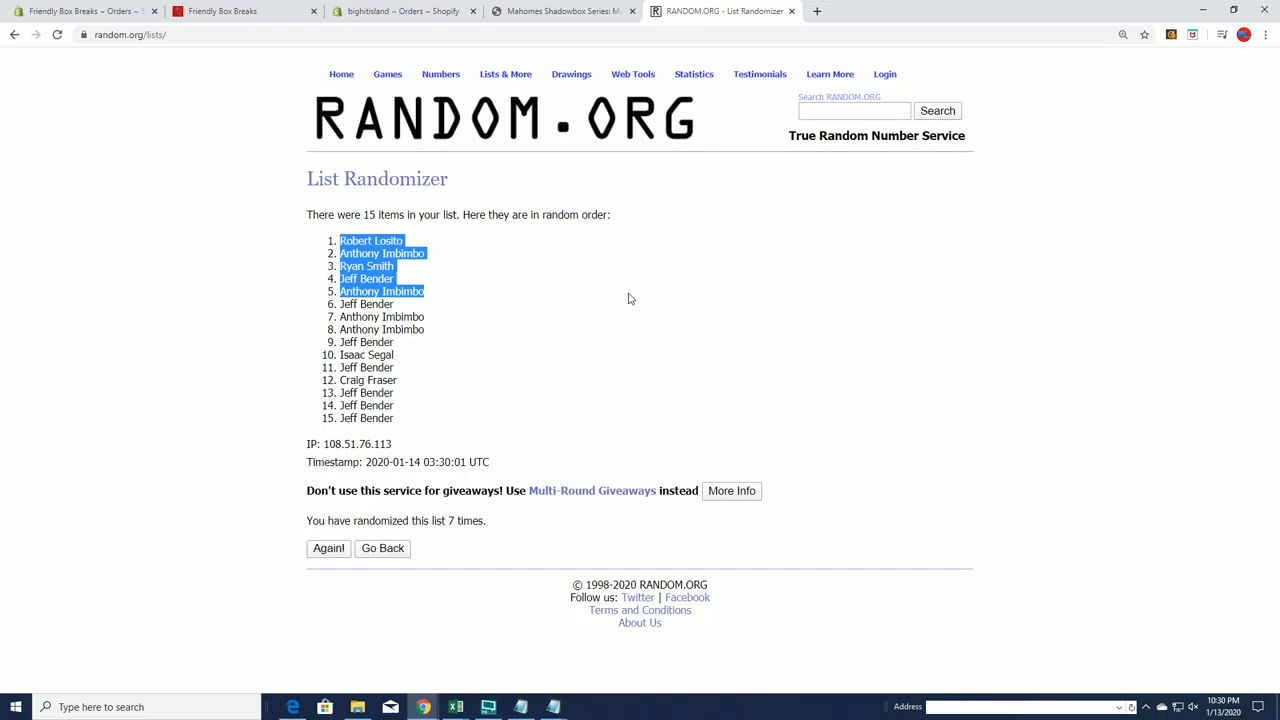 Friendly Box Breaks ~ Orders ~ S
Friendly Box Breaks
bigislandtc ~ Orders ~ Shopify
Mahomes Shadowbox Series: Mu
RANDOM.ORG - List Randomizer
random.org/lists/
Home Games Numbers Lists & More Drawings Web Tools Statistics Testimonials Learn More Login
Search RANDOM.ORG
RANDOM.ORG
Search
True Random Number Service
List Randomizer
There were 15 items in your list. Here they are in random order:
1. Robert Losito
2. Anthony Imbimbo
3. Ryan Smith
4. Jeff Bender
5. Anthony Imbimbo
6. Jeff Bender
7. Anthony Imbimbo
8. Anthony Imbimbo
9. Jeff Bender
10. Isaac Segal
11. Jeff Bender
12. Craig Fraser
13. Jeff Bender
14. Jeff Bender
15. Jeff Bender
IP: 108.51.76.113
Timestamp: 2020-01-14 03:30:01 UTC
Don't use this service for giveaways! Use Multi-Round Giveaways instead More Info
You have randomized this list 7 times.
Again! Go Back
© 1998-2020 RANDOM.ORG
Follow us: Twitter | Facebook
Terms and Conditions
About Us
Type here to search
Address
10:30 PM
1/13/2020